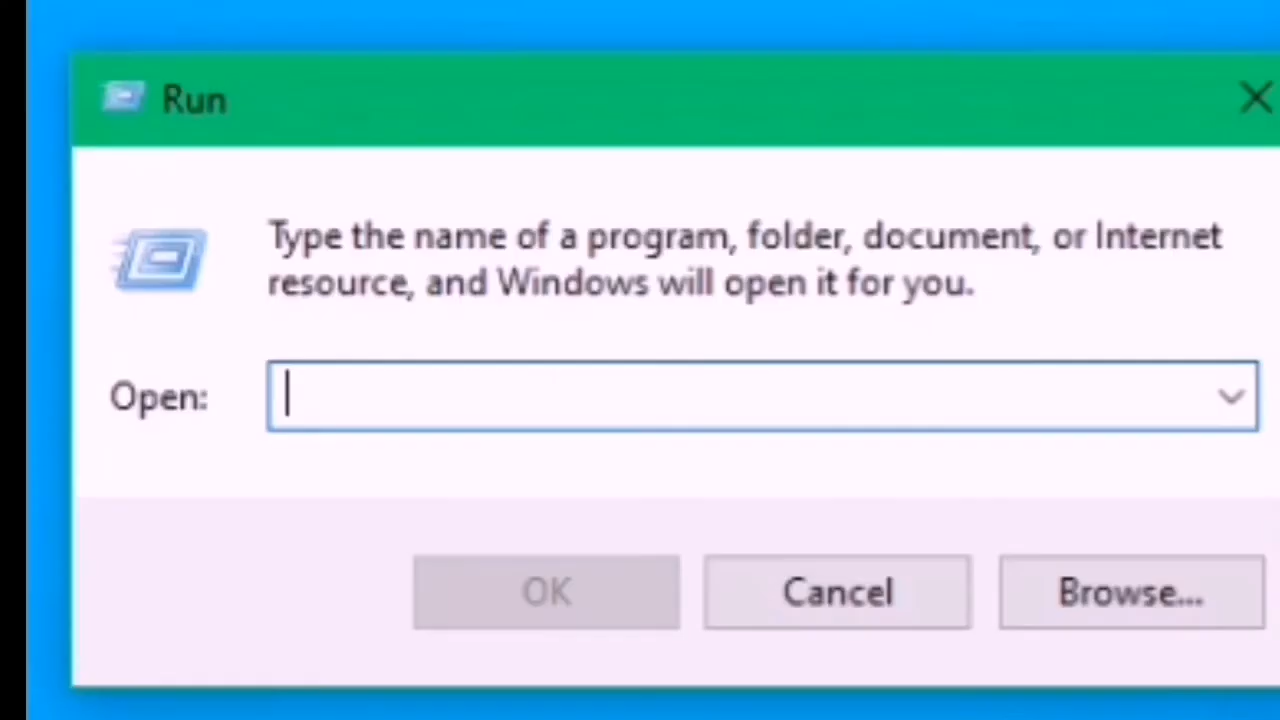 Run
Type the name of a program, folder, document, or Internet
resource, and Windows will open it for you.
Open:
OK
Cancel
Browse...